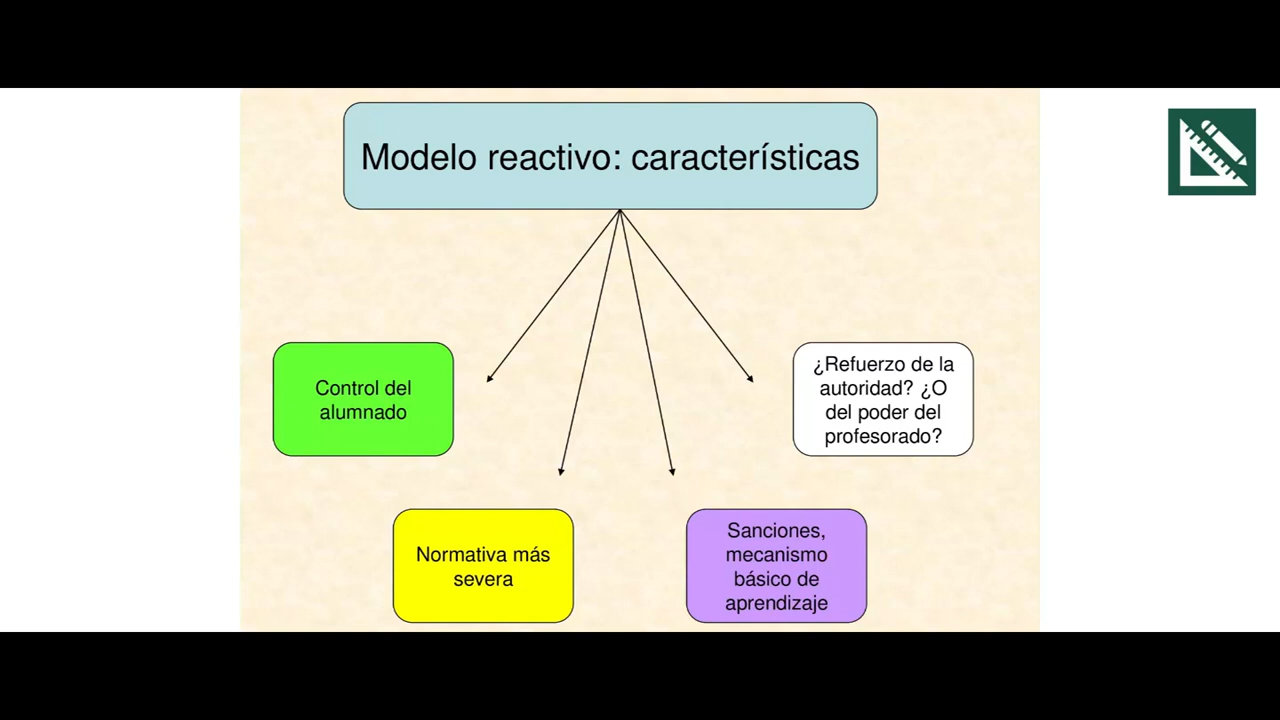 Modelo reactivo: características
Control del
alumnado
¿Refuerzo de la
autoridad? ¿O
del poder del
profesorado?
Normativa más
severa
Sanciones,
mecanismo
básico de
aprendizaje